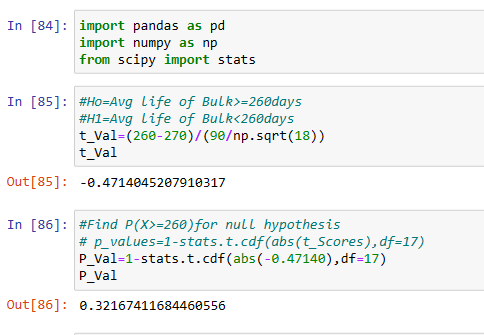 In [84]: import pandas as pd
import numpy as np
from scipy import stats
In [85]: #Ho=Avg life of Bulk>=260days
#H1=Avg life of Bulk<260days
t_Val=(260-270)/(90/np.sqrt(18))
t_Val
Out[85]: -0.4714045207910317
In [86]: #Find P(X>=260)for null hypothesis
# p_values=1-stats.t.cdf(abs(t_Scores),df=17)
P_Val=1-stats.t.cdf(abs(-0.47140),df=17)
P_Val
Out[86]: 0.32167411684460556